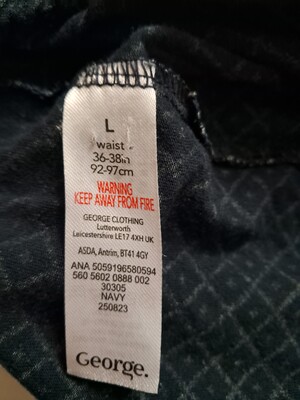 L
waist
36-38in
92-97cm
WARNING
KEEP AWAY FROM FIRE
GEORGE CLOTHING
Lutterworth
Leicestershire LE17 4XH UK
ASDA, Antrim, BT41 4GY
ANA 5059196580594
560 5602 0888 002
30305
NAVY
250823
George.